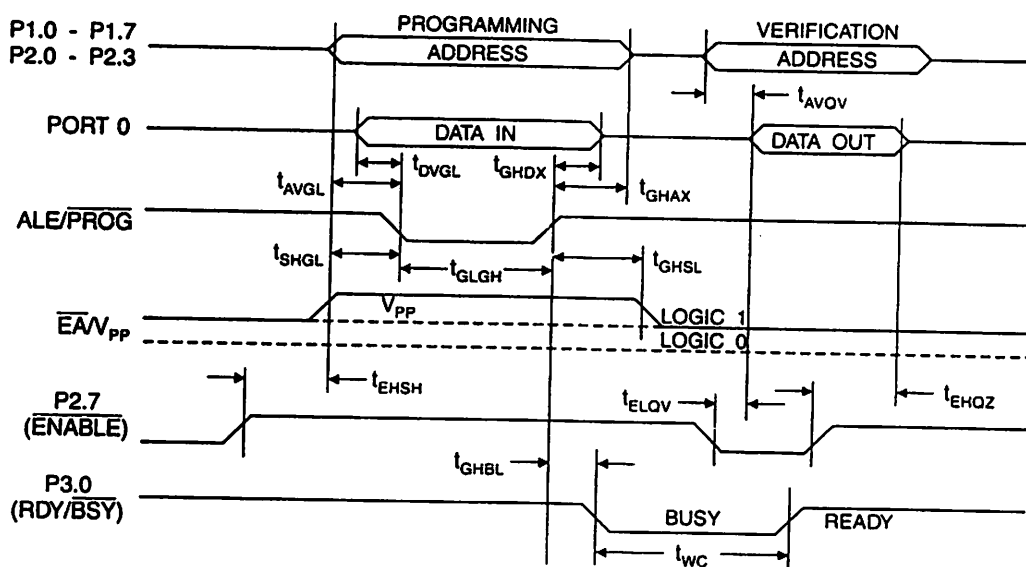 P1.0 - P1.7
P2.0 - P2.3
PROGRAMMING
ADDRESS
VERIFICATION
ADDRESS
tAVQV
PORT 0
DATA IN
DATA OUT
tDVGL
tGHDX
tAVGL
tGHAX
ALE/PROG
tSHGL
tGLGH
tGHSL
VPP
EA/VPP
LOGIC 1
LOGIC 0
tEHSH
tELQV
tEHQZ
P2.7
(ENABLE)
tGHBL
P3.0
(RDY/BSY)
BUSY
READY
tWC